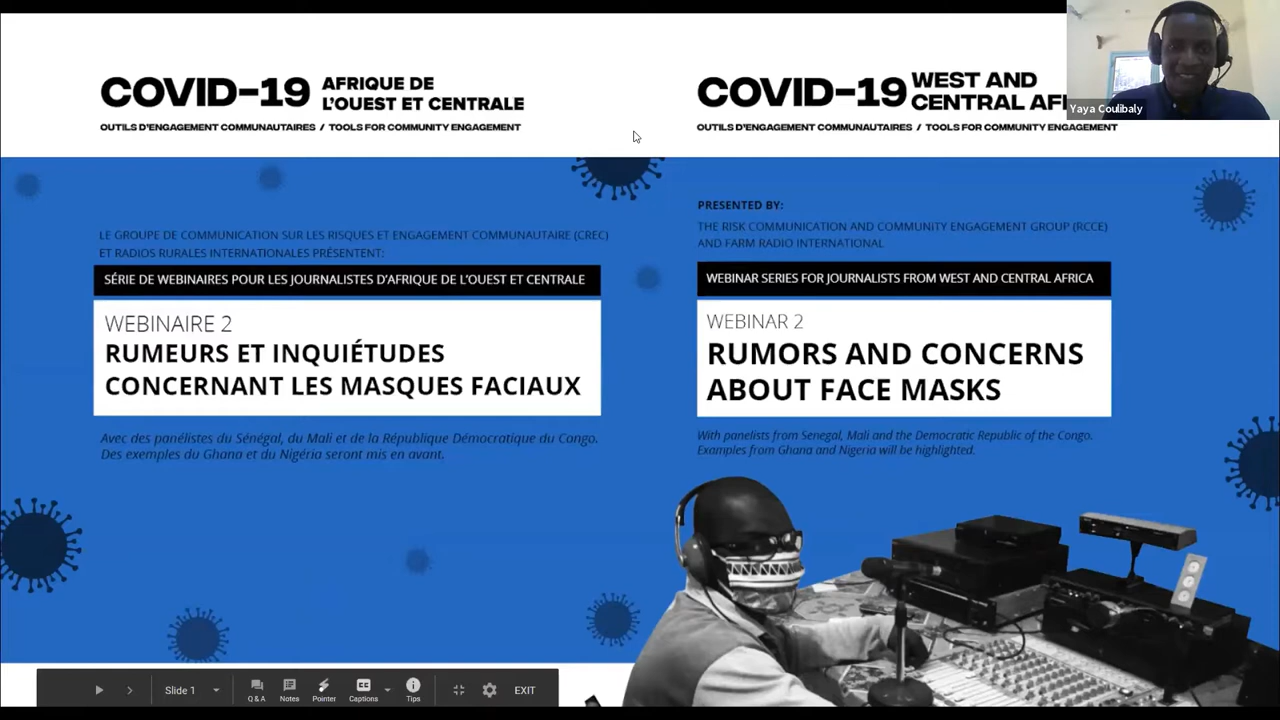 COVID-19 AFRIQUE DE
L'OUEST ET CENTRALE
OUTILS D'ENGAGEMENT COMMUNAUTAIRES / TOOLS FOR COMMUNITY ENGAGEMENT
LE GROUPE DE COMMUNICATION SUR LES RISQUES ET ENGAGEMENT COMMUNAUTAIRE (CREC)
ET RADIOS RURALES INTERNATIONALES PRÉSENTENT:
SÉRIE DE WEBINAIRES POUR LES JOURNALISTES D'AFRIQUE DE L'OUEST ET CENTRALE
WEBINAIRE 2
RUMEURS ET INQUIÉTUDES
CONCERNANT LES MASQUES FACIAUX
Avec des panélistes du Sénégal, du Mali et de la République Démocratique du Congo.
Des exemples du Ghana et du Nigéria seront mis en avant.
COVID-19 WEST AND
CENTRAL AF
OUTILS D'ENGAGEMENT COMMUNAUTAIRES / TOOLS FOR COMMUNITY ENGAGEMENT
PRESENTED BY:
THE RISK COMMUNICATION AND COMMUNITY ENGAGEMENT GROUP (RCCE)
AND FARM RADIO INTERNATIONAL
WEBINAR SERIES FOR JOURNALISTS FROM WEST AND CENTRAL AFRICA
WEBINAR 2
RUMORS AND CONCERNS
ABOUT FACE MASKS
With panelists from Senegal, Mali and the Democratic Republic of the Congo.
Examples from Ghana and Nigeria will be highlighted.
Yaya Coulibaly
Slide 1
Q & A
Notes
Pointer
Captions
Tips
EXIT